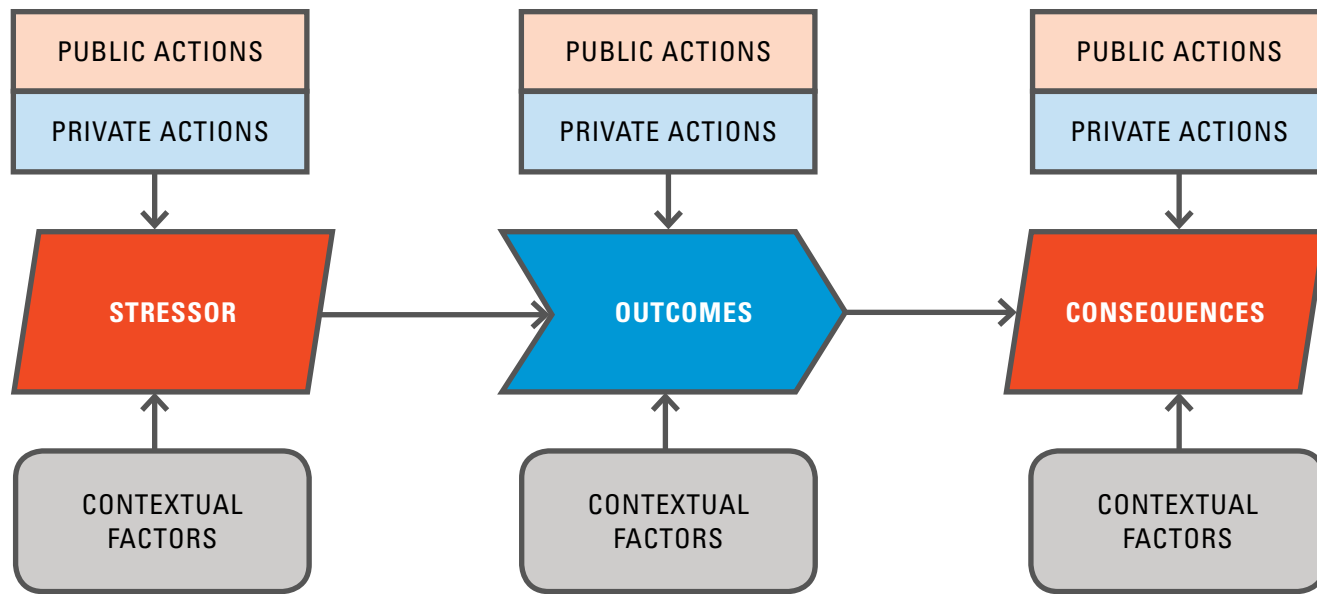 PUBLIC ACTIONS
PRIVATE ACTIONS
PUBLIC ACTIONS
PRIVATE ACTIONS
PUBLIC ACTIONS
PRIVATE ACTIONS
STRESSOR
OUTCOMES
CONSEQUENCES
CONTEXTUAL
FACTORS
CONTEXTUAL
FACTORS
CONTEXTUAL
FACTORS